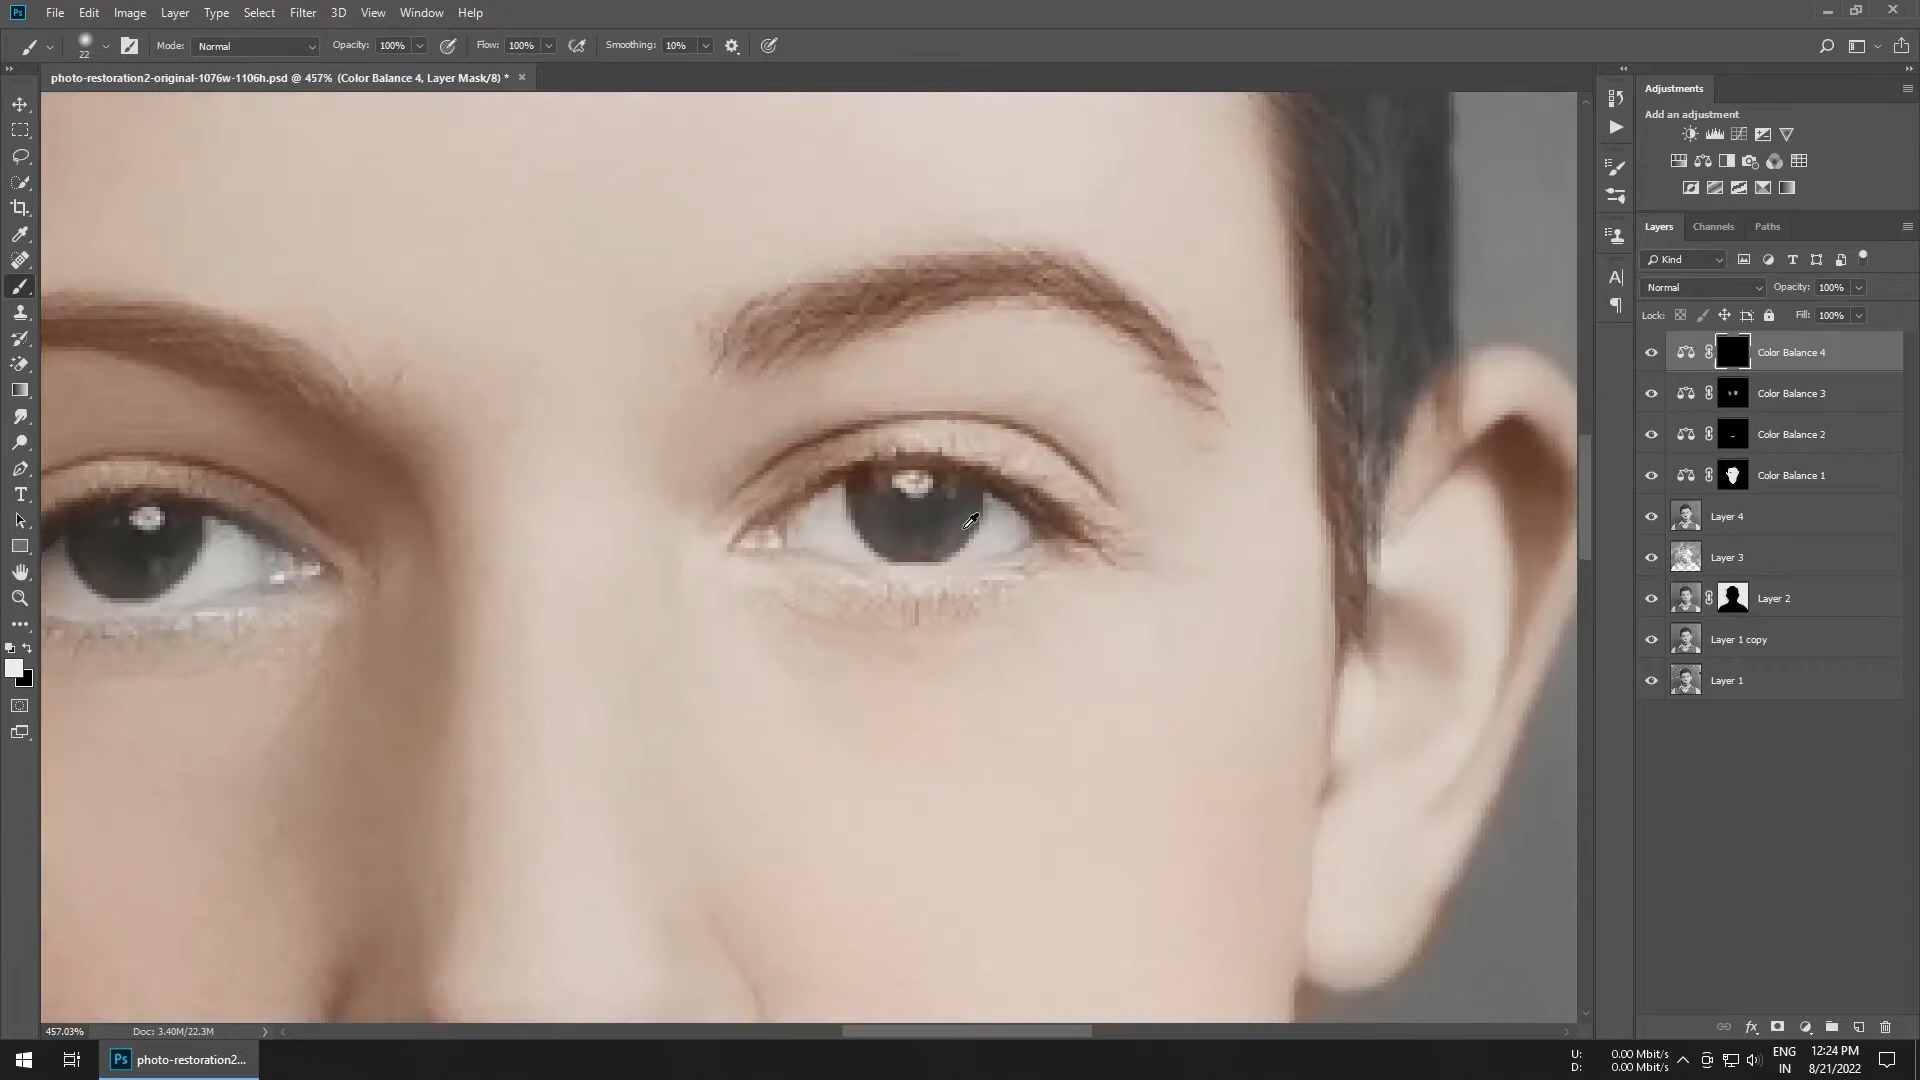 Ps File Edit Image Layer Type Select Filter 3D View Window Help
22 Mode: Normal Opacity: 100% Flow: 100% Smoothing: 10%
photo-restoration2-original-1076w-1106h.psd @ 457% (Color Balance 4, Layer Mask/8) *
Adjustments
Add an adjustment
Layers Channels Paths
Kind
Normal Opacity: 100%
Lock: Fill: 100%
Color Balance 4
Color Balance 3
Color Balance 2
Color Balance 1
Layer 4
Layer 3
Layer 2
Layer 1 copy
Layer 1
457.03% Doc: 3.40M/22.3M
Ps photo-restoration2...
U: 0.00 Mbit/s
D: 0.00 Mbit/s
ENG
IN
12:24 PM
8/21/2022